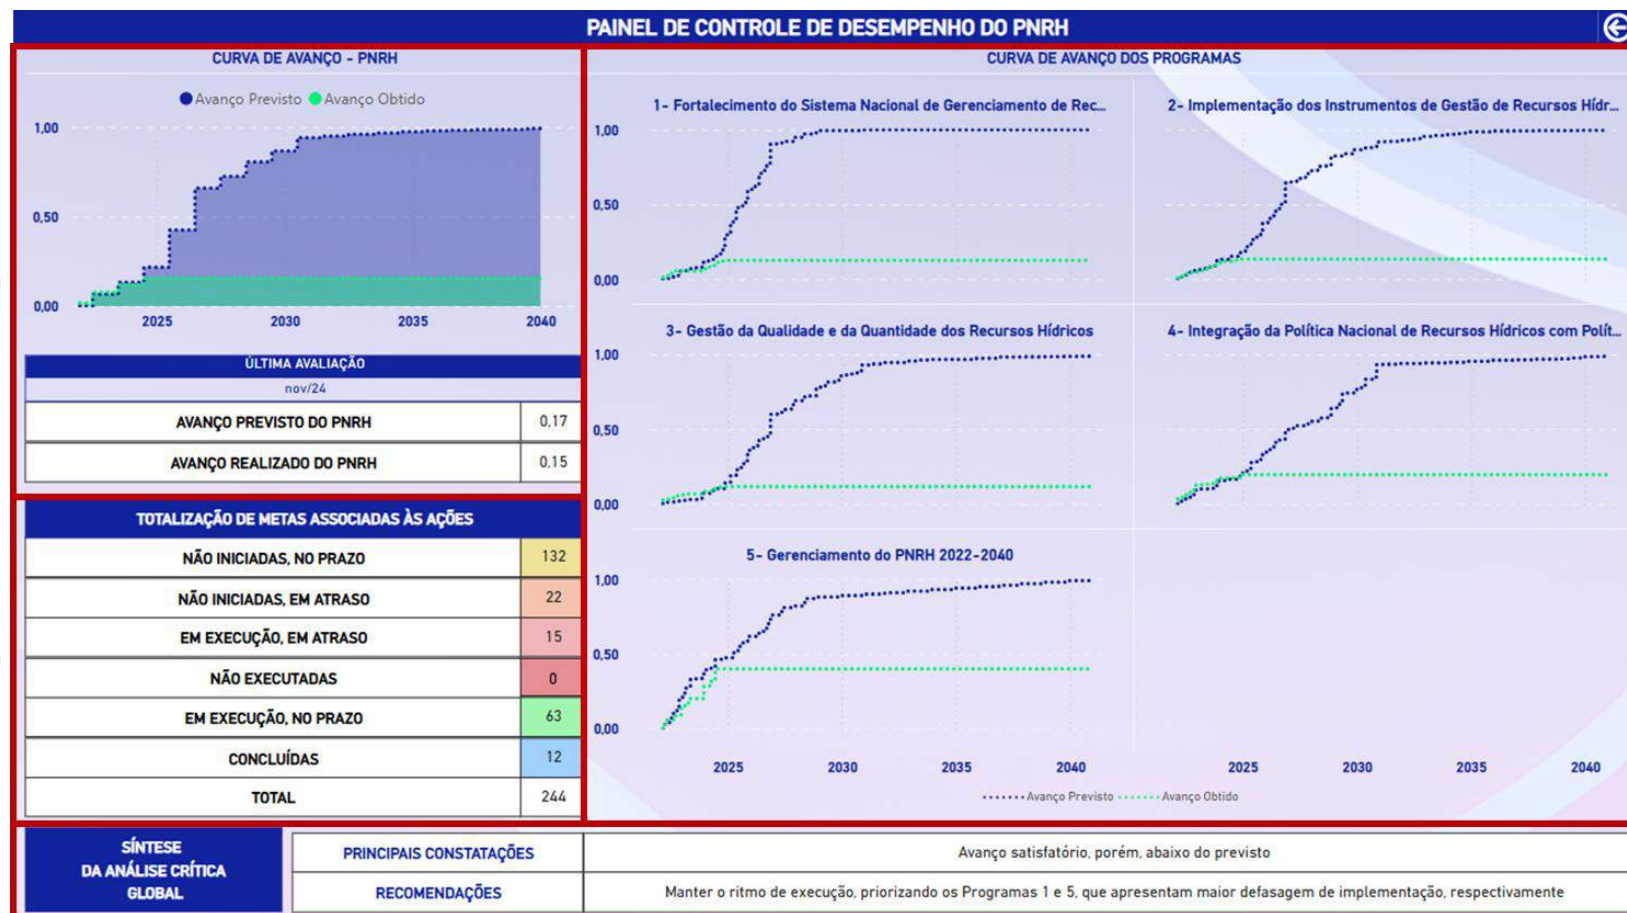 PAINEL DE CONTROLE DE DESEMPENHO DO PNRH
CURVA DE AVANÇO - PNRH
Avanço Previsto Avanço Obtido
1,00
0,50
0,00
2025 2030 2035 2040
ÚLTIMA AVALIAÇÃO
nov/24
AVANÇO PREVISTO DO PNRH 0,17
AVANÇO REALIZADO DO PNRH 0,15
TOTALIZAÇÃO DE METAS ASSOCIADAS ÀS AÇÕES
NÃO INICIADAS, NO PRAZO 132
NÃO INICIADAS, EM ATRASO 22
EM EXECUÇÃO, EM ATRASO 15
NÃO EXECUTADAS 0
EM EXECUÇÃO, NO PRAZO 63
CONCLUÍDAS 12
TOTAL 244
CURVA DE AVANÇO DOS PROGRAMAS
1- Fortalecimento do Sistema Nacional de Gerenciamento de Rec...
2- Implementação dos Instrumentos de Gestão de Recursos Hídr...
1,00
0,50
0,00
3- Gestão da Qualidade e da Quantidade dos Recursos Hídricos
4- Integração da Política Nacional de Recursos Hídricos com Polít...
1,00
0,50
0,00
5- Gerenciamento do PNRH 2022-2040
1,00
0,50
0,00
2025 2030 2035 2040
2025 2030 2035 2040
Avanço Previsto Avanço Obtido
SÍNTESE
DA ANÁLISE CRÍTICA
GLOBAL
PRINCIPAIS CONSTATAÇÕES
Avanço satisfatório, porém, abaixo do previsto
RECOMENDAÇÕES
Manter o ritmo de execução, priorizando os Programas 1 e 5, que apresentam maior defasagem de implementação, respectivamente